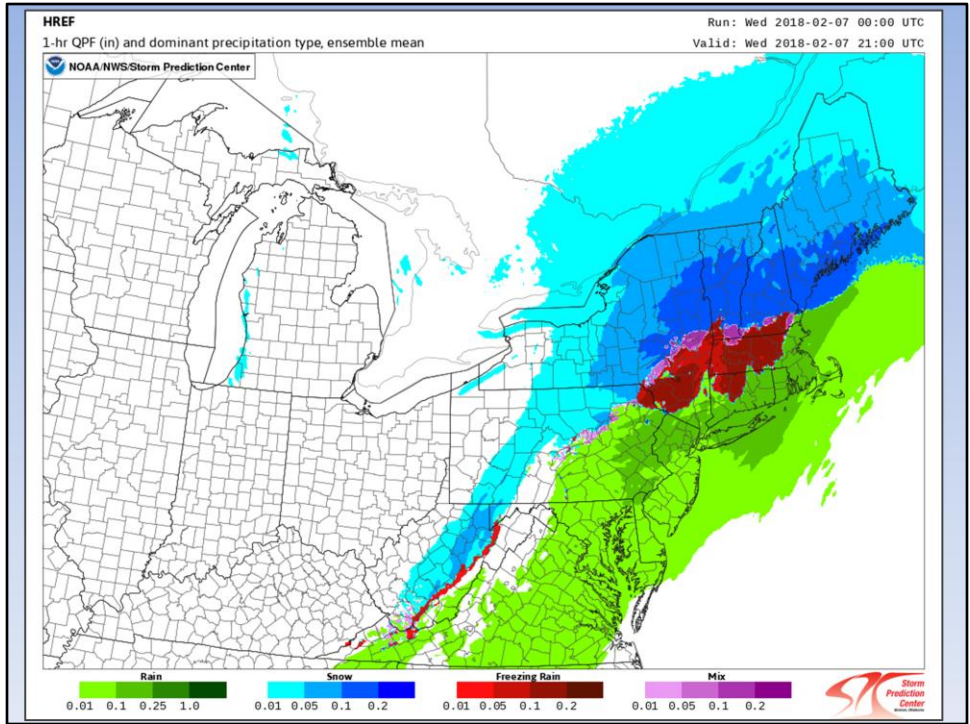 HREF
Run: Wed 2018-02-07 00:00 UTC
1-hr QPF (in) and dominant precipitation type, ensemble mean
Valid: Wed 2018-02-07 21:00 UTC
NOAA/NWS/Storm Prediction Center
Rain
Snow
Freezing Rain
Mix
0.01 0.1 0.25 1.0
0.01 0.05 0.1 0.2
0.01 0.05 0.1 0.2
0.01 0.05 0.1 0.2
SPC
Storm
Prediction
Center
Norman, Oklahoma